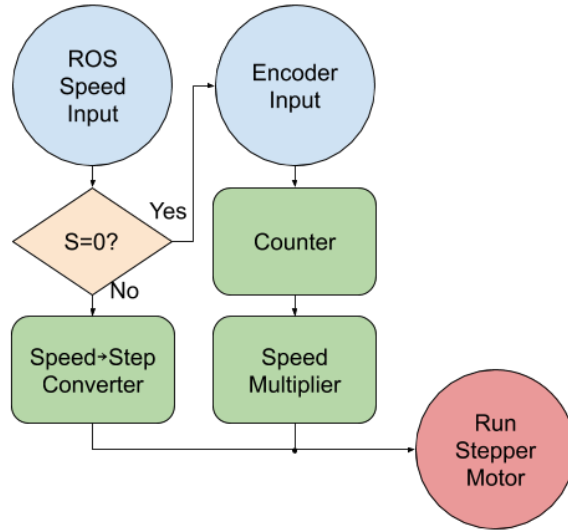 ROS
Speed
Input
Encoder
Input
Yes
S=0?
Counter
No
Speed→Step
Converter
Speed
Multiplier
Run
Stepper
Motor